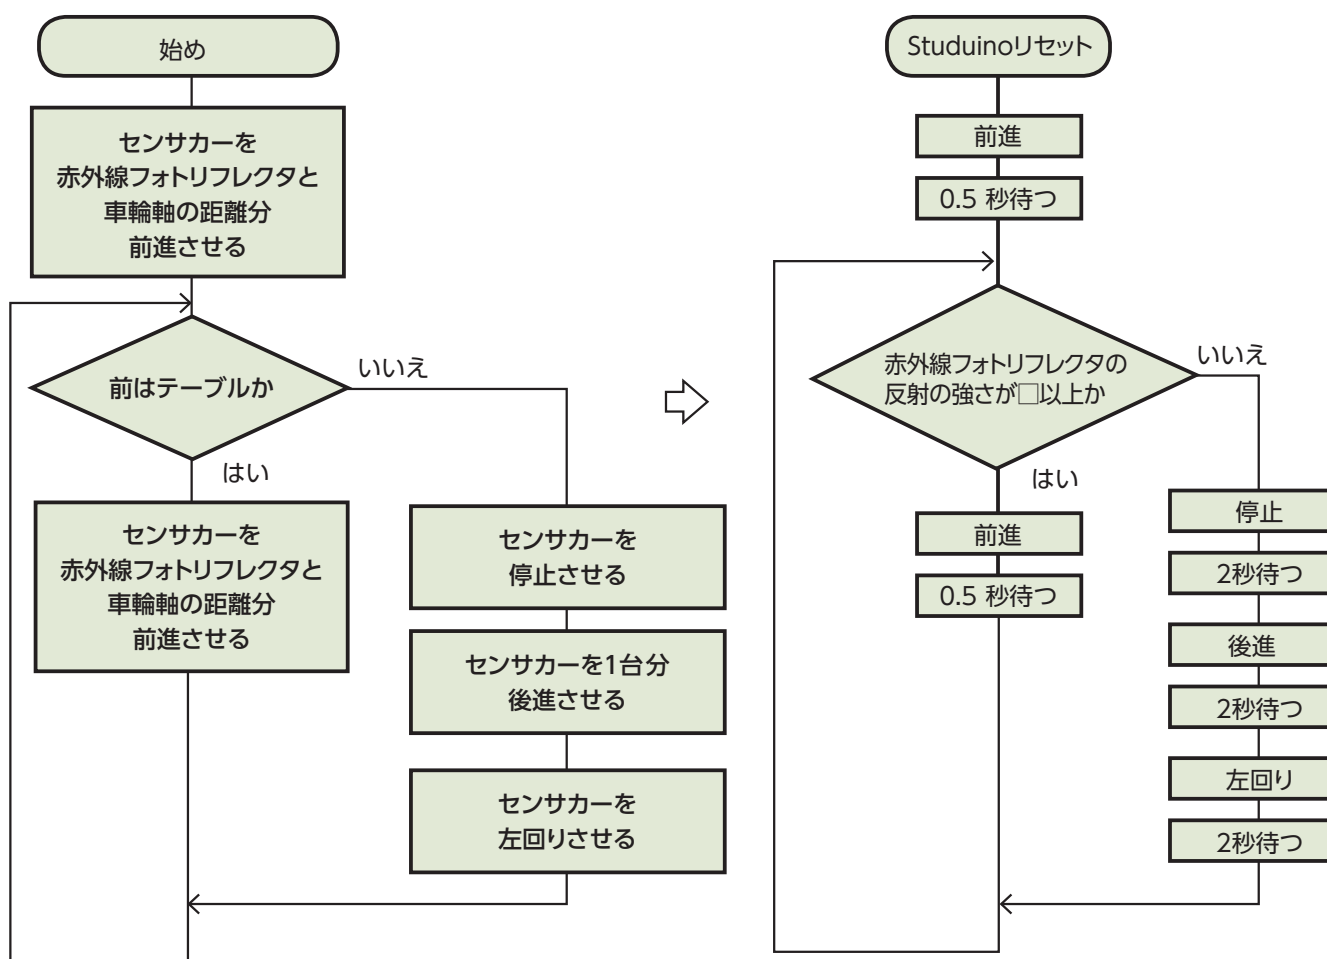 始め
センサカーを
赤外線フォトリフレクタと
車輪軸の距離分
前進させる
前はテーブルか
いいえ
はい
センサカーを
赤外線フォトリフレクタと
車輪軸の距離分
前進させる
センサカーを
停止させる
センサカーを1台分
後進させる
センサカーを
左回りさせる
Studuinoリセット
前進
0.5 秒待つ
赤外線フォトリフレクタの
反射の強さが□以上か
いいえ
はい
前進
0.5 秒待つ
停止
2秒待つ
後進
2秒待つ
左回り
2秒待つ